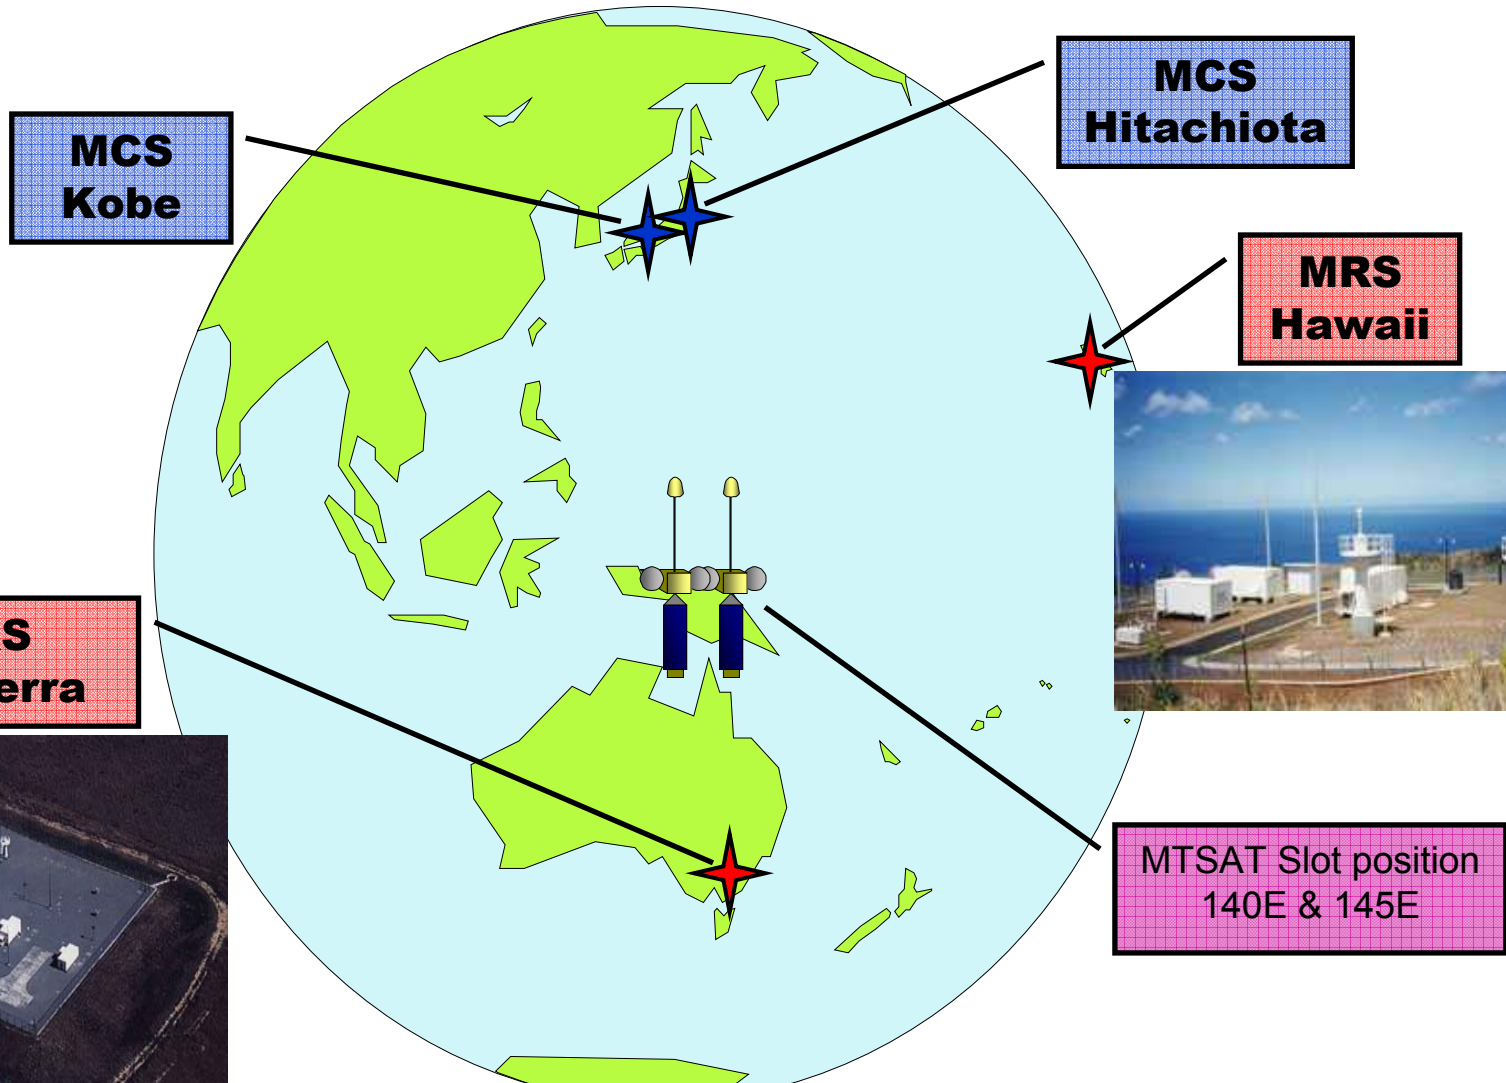 MCS
Hitachiota
MCS
Kobe
MRS
Hawaii
S
erra
MTSAT Slot position
140E & 145E